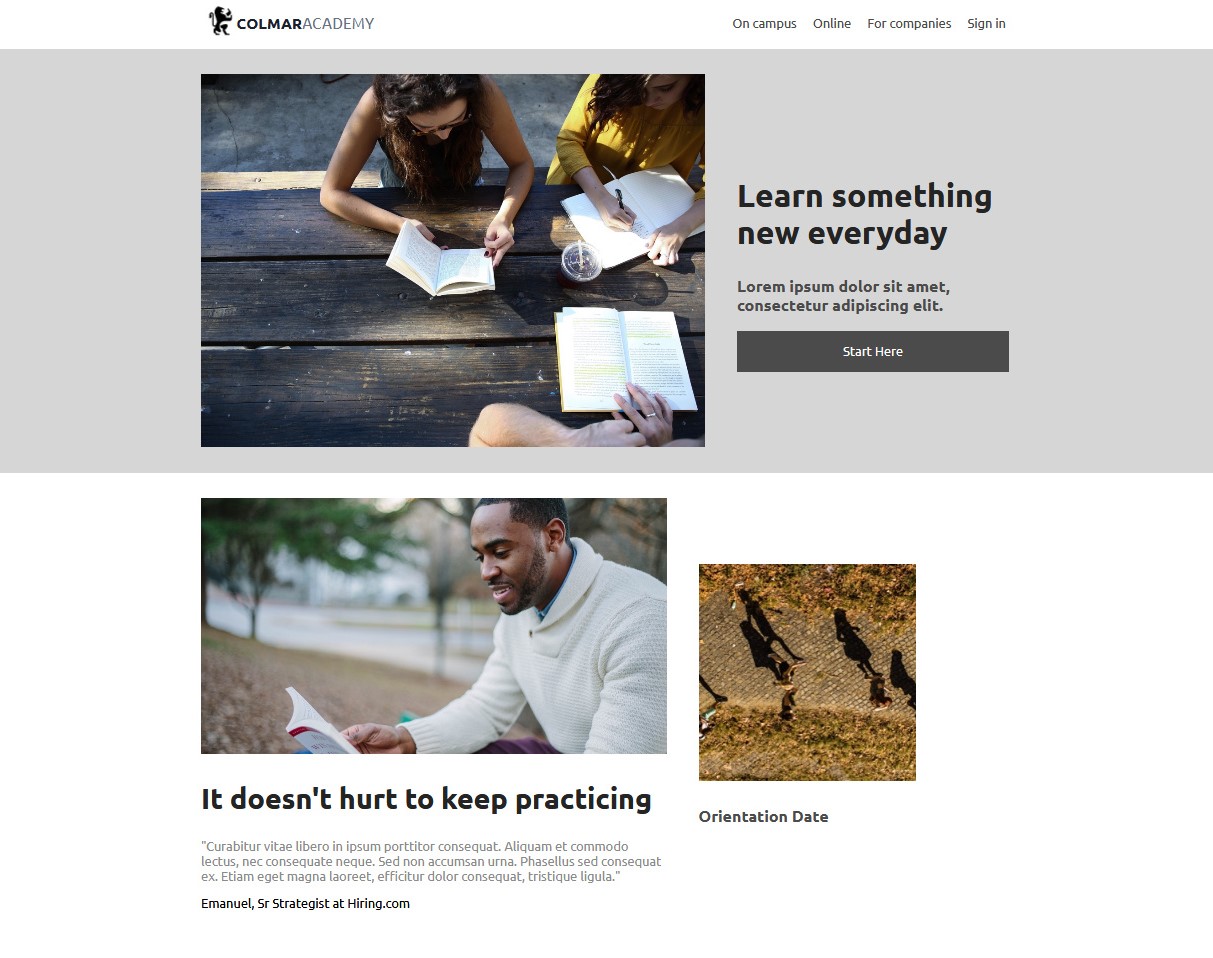 COLMARACADEMY
On campus Online For companies Sign in
Learn something
new everyday
Lorem ipsum dolor sit amet,
consectetur adipiscing elit.
Start Here
It doesn't hurt to keep practicing
"Curabitur vitae libero in ipsum porttitor consequat. Aliquam et commodo
lectus, nec consequate neque. Sed non accumsan urna. Phasellus sed consequat
ex. Etiam eget magna laoreet, efficitur dolor consequat, tristique ligula."
Emanuel, Sr Strategist at Hiring.com
Orientation Date